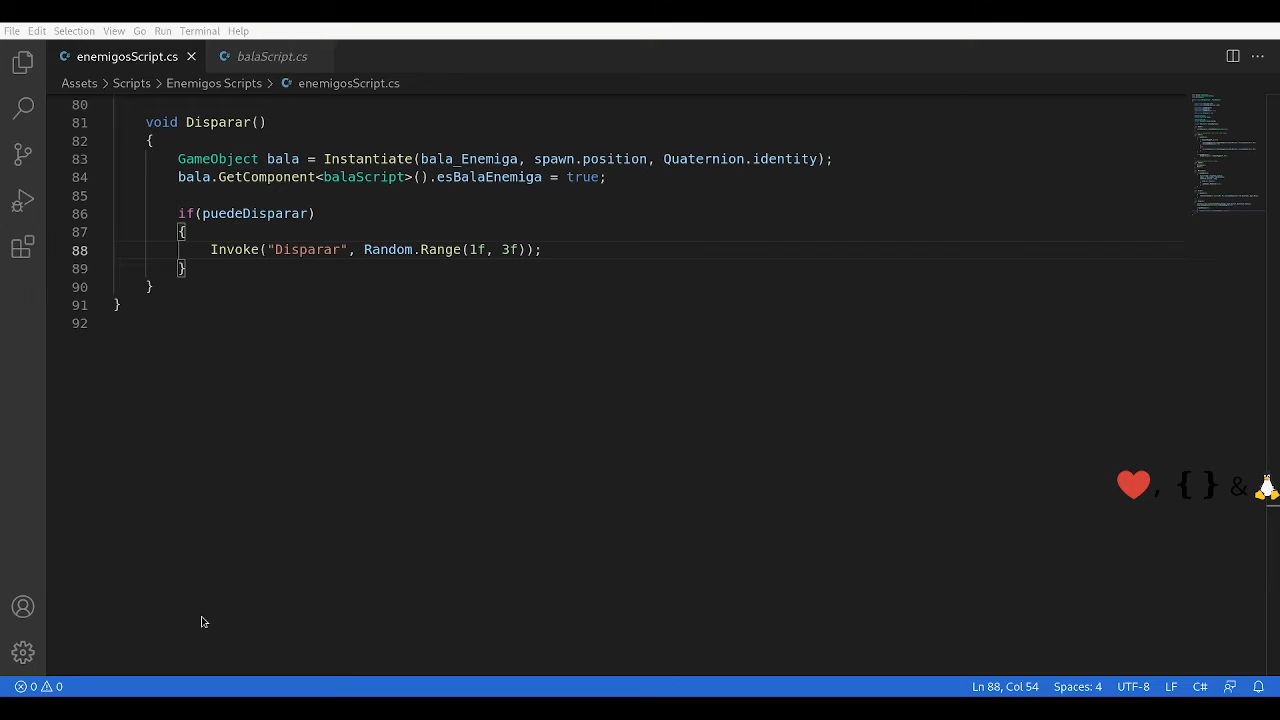 File Edit Selection View Go Run Terminal Help
enemigosScript.cs balaScript.cs
Assets > Scripts > Enemigos Scripts > enemigosScript.cs
80
81 void Disparar()
82 {
83 GameObject bala = Instantiate(bala_Enemiga, spawn.position, Quaternion.identity);
84 bala.GetComponent<balaScript>().esBalaEnemiga = true;
85
86 if(puedeDisparar)
87 {
88 Invoke("Disparar", Random.Range(1f, 3f));
89 }
90 }
91 }
92
, { } &
0 0 Ln 88, Col 54 Spaces: 4 UTF-8 LF C#